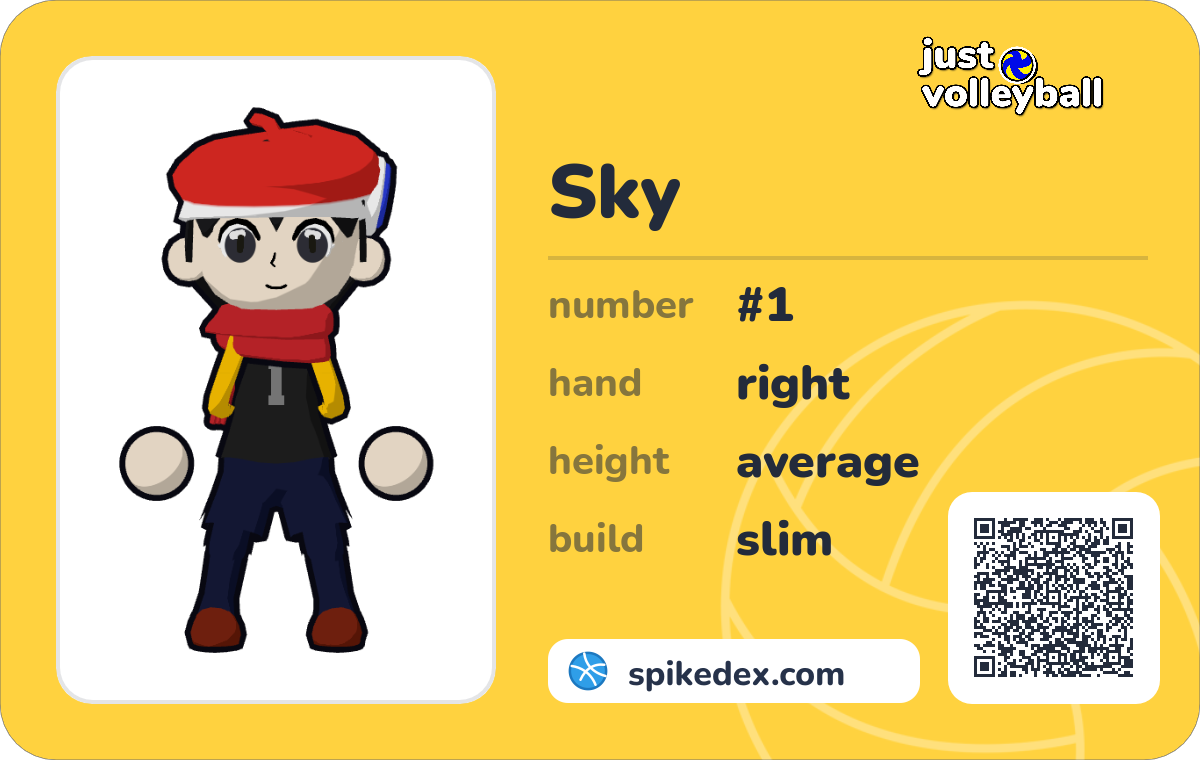 just
volleyball
Sky
number #1
hand right
height average
build slim
1
spikedex.com